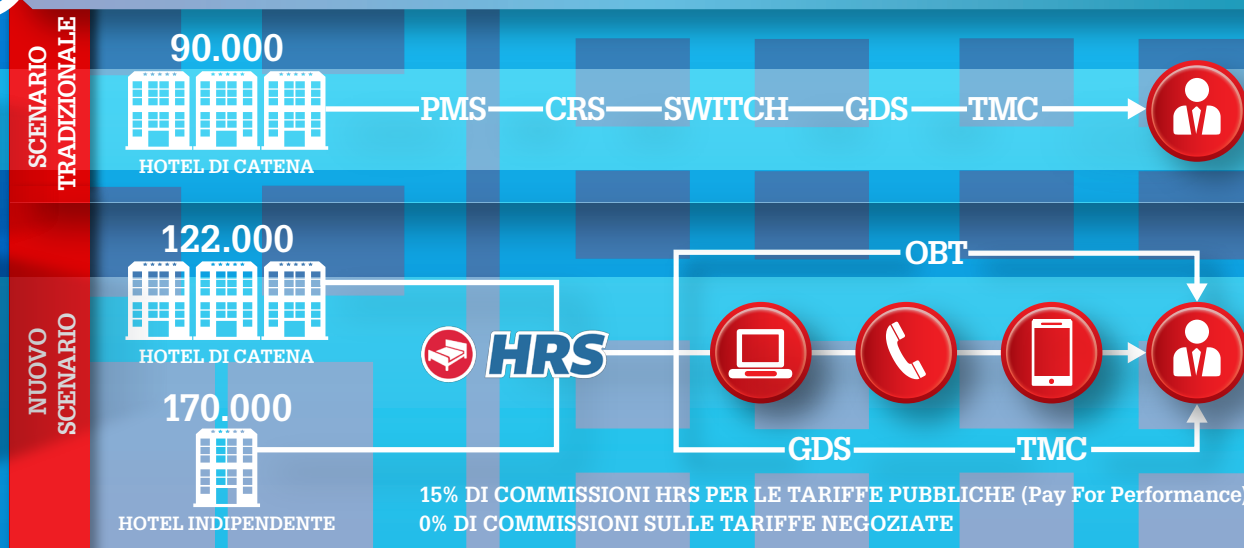 SCENARIO
TRADIZIONALE
90.000
HOTEL DI CATENA
PMS CRS SWITCH GDS TMC
NUOVO
SCENARIO
122.000
HOTEL DI CATENA
170.000
HOTEL INDIPENDENTE
HRS
OBT
GDS TMC
15% DI COMMISSIONI HRS PER LE TARIFFE PUBBLICHE (Pay For Performance)
0% DI COMMISSIONI SULLE TARIFFE NEGOZIATE